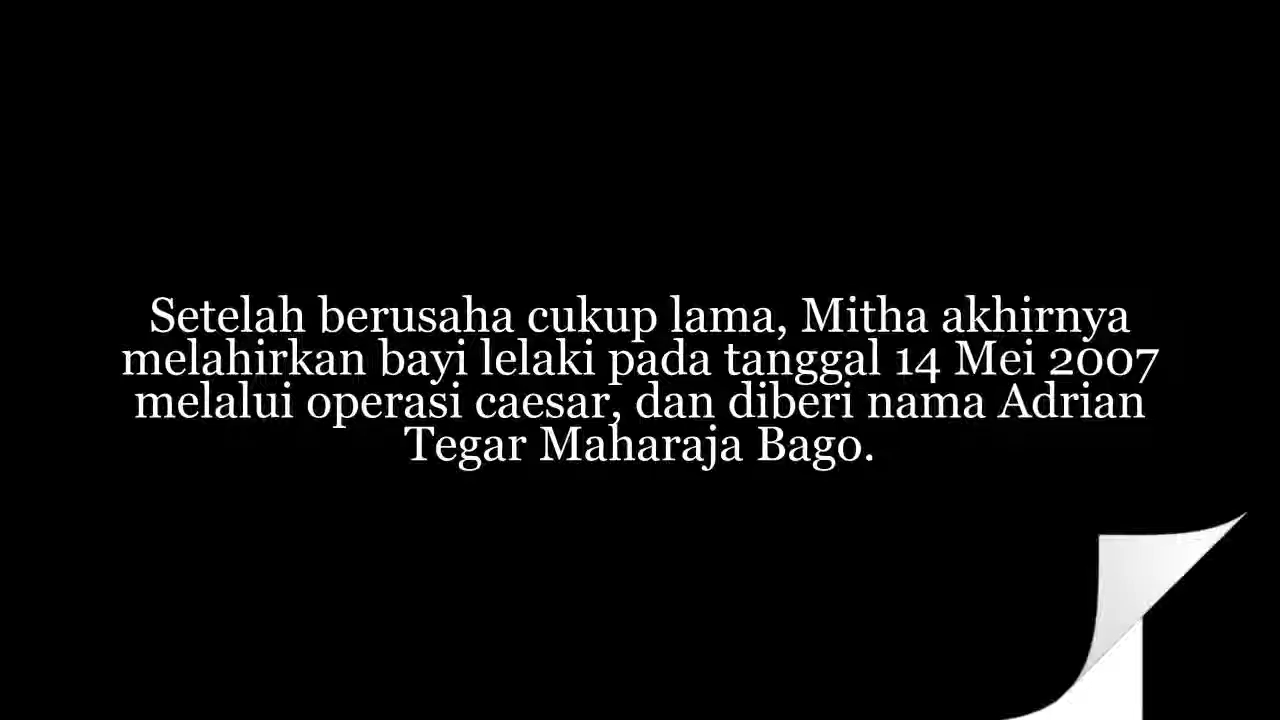 Setelah berusaha cukup lama, Mitha akhirnya
melahirkan bayi lelaki pada tanggal 14 Mei 2007
melalui operasi caesar, dan diberi nama Adrian
Tegar Maharaja Bago.